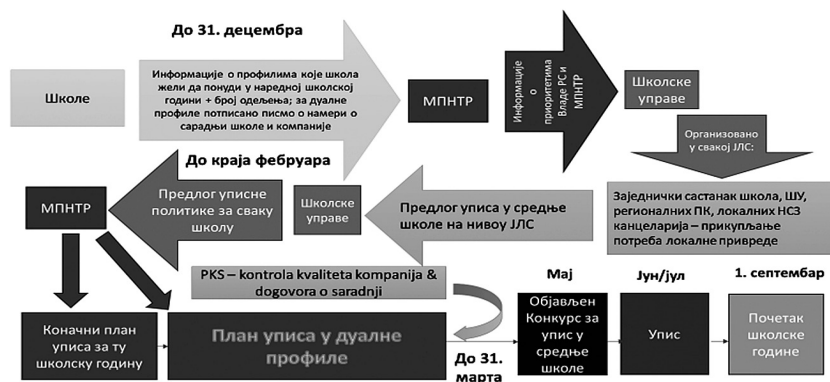 До 31. децембра
Школе
Информације о профилима које школа
жели да понуди у наредној школској
години + број одељења; за дуалне
профиле потписано писмо о намери о
сарадњи школе и компаније
МПНТР
Информације
о
приоритетима
Владе РС и
МПНТР
Школске
управе
Организовано
у свакој ЈЛС:
Заједнички састанак школа, ШУ,
регионалних ПК, локалних НСЗ
канцеларија – прикупљање
потреба локалне привреде
Предлог уписа у средње
школе на нивоу ЈЛС
Школске
управе
До краја фебруара
Предлог уписне
политике за сваку
школу
МПНТР
PKS – kontrola kvaliteta kompanija &
dogovora o saradnji
Коначни план
уписа за ту
школску годину
План уписа у дуалне
профиле
До 31.
марта
Мај
Објављен
Конкурс за
упис у
средње
школе
Јун/јул
Упис
1. септембар
Почетак
школске
године